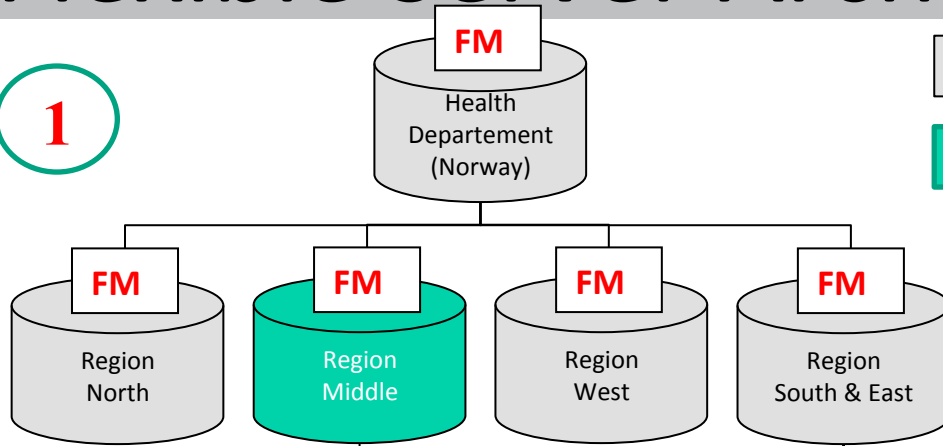 FM
1
Health
Departement
(Norway)
FM
FM
FM
FM
Region
North
Region
Middle
Region
West
Region
South & East